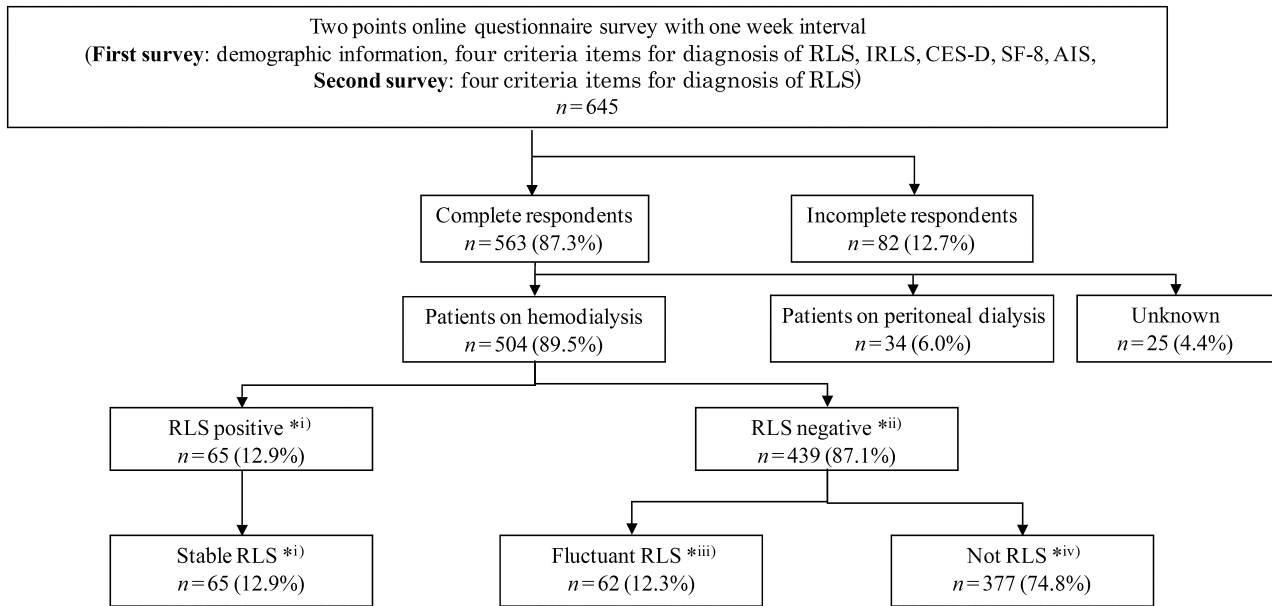 Two points online questionnaire survey with one week interval
(First survey: demographic information, four criteria items for diagnosis of RLS, IRLS, CES-D, SF-8, AIS,
Second survey: four criteria items for diagnosis of RLS)
n=645
Complete respondents
n=563 (87.3%)
Incomplete respondents
n=82 (12.7%)
Patients on hemodialysis
n=504 (89.5%)
Patients on peritoneal dialysis
n=34 (6.0%)
Unknown
n=25 (4.4%)
RLS positive *i)
n=65 (12.9%)
RLS negative *ii)
n=439 (87.1%)
Stable RLS *i)
n=65 (12.9%)
Fluctuant RLS *iii)
n=62 (12.3%)
Not RLS *iv)
n=377 (74.8%)